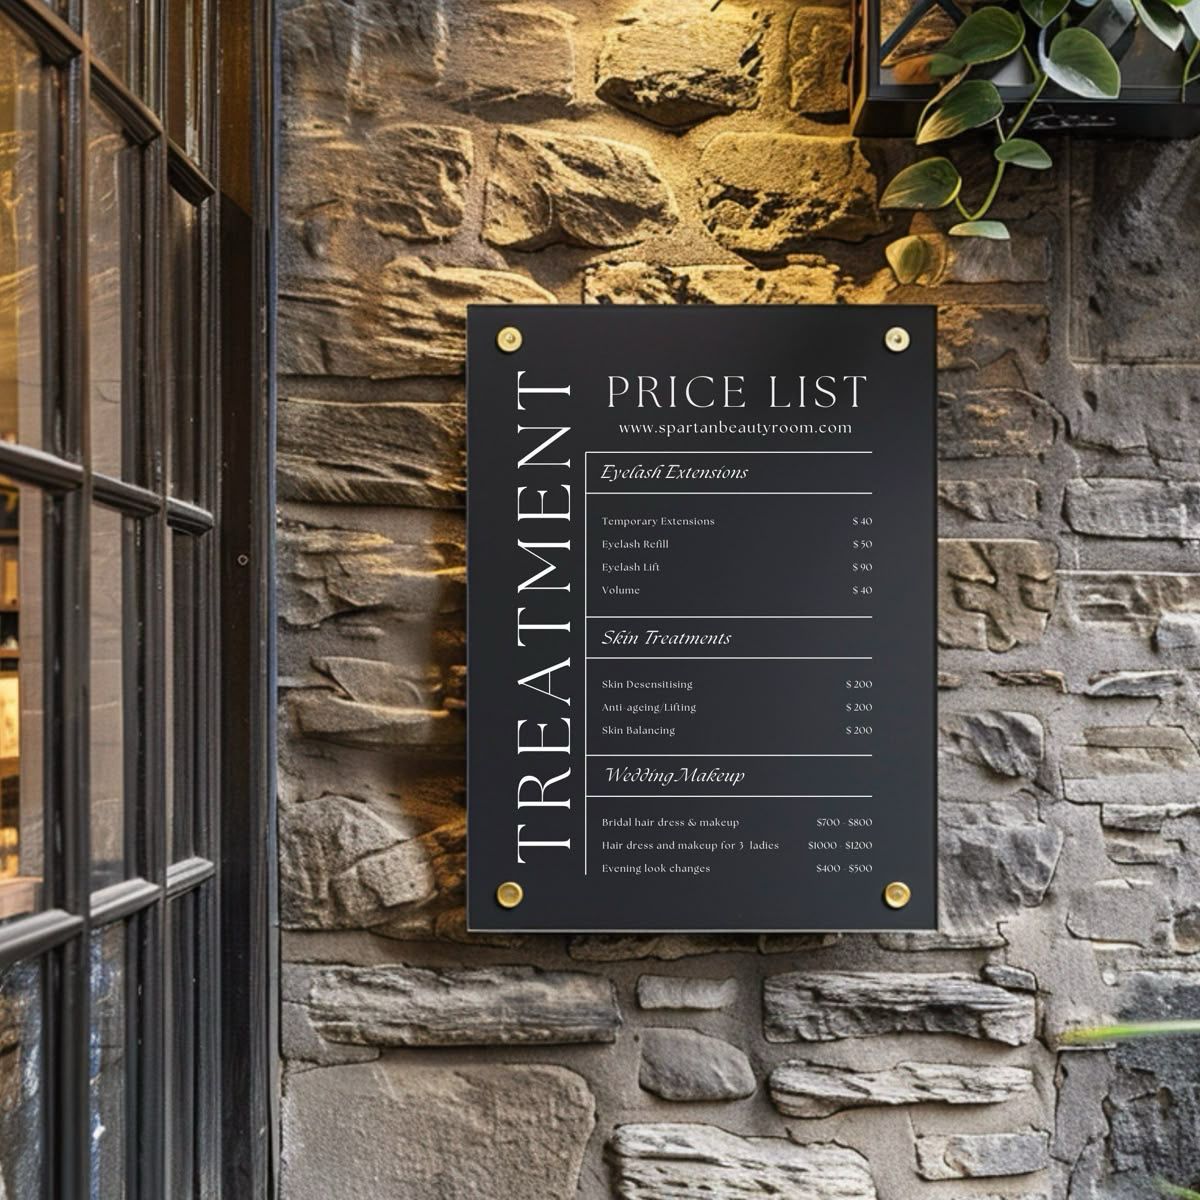 TREATMENT
PRICE LIST
www.spartanbeautyroom.com
Eyelash Extensions
Temporary Extensions $ 40
Eyelash Refill $ 50
Eyelash Lift $ 90
Volume $ 40
Skin Treatments
Skin Desensitising $ 200
Anti-ageing/Lifting $ 200
Skin Balancing $ 200
Wedding Makeup
Bridal hair dress & makeup $700 - $800
Hair dress and makeup for 3 ladies $1000 - $1200
Evening look changes $400 - $500